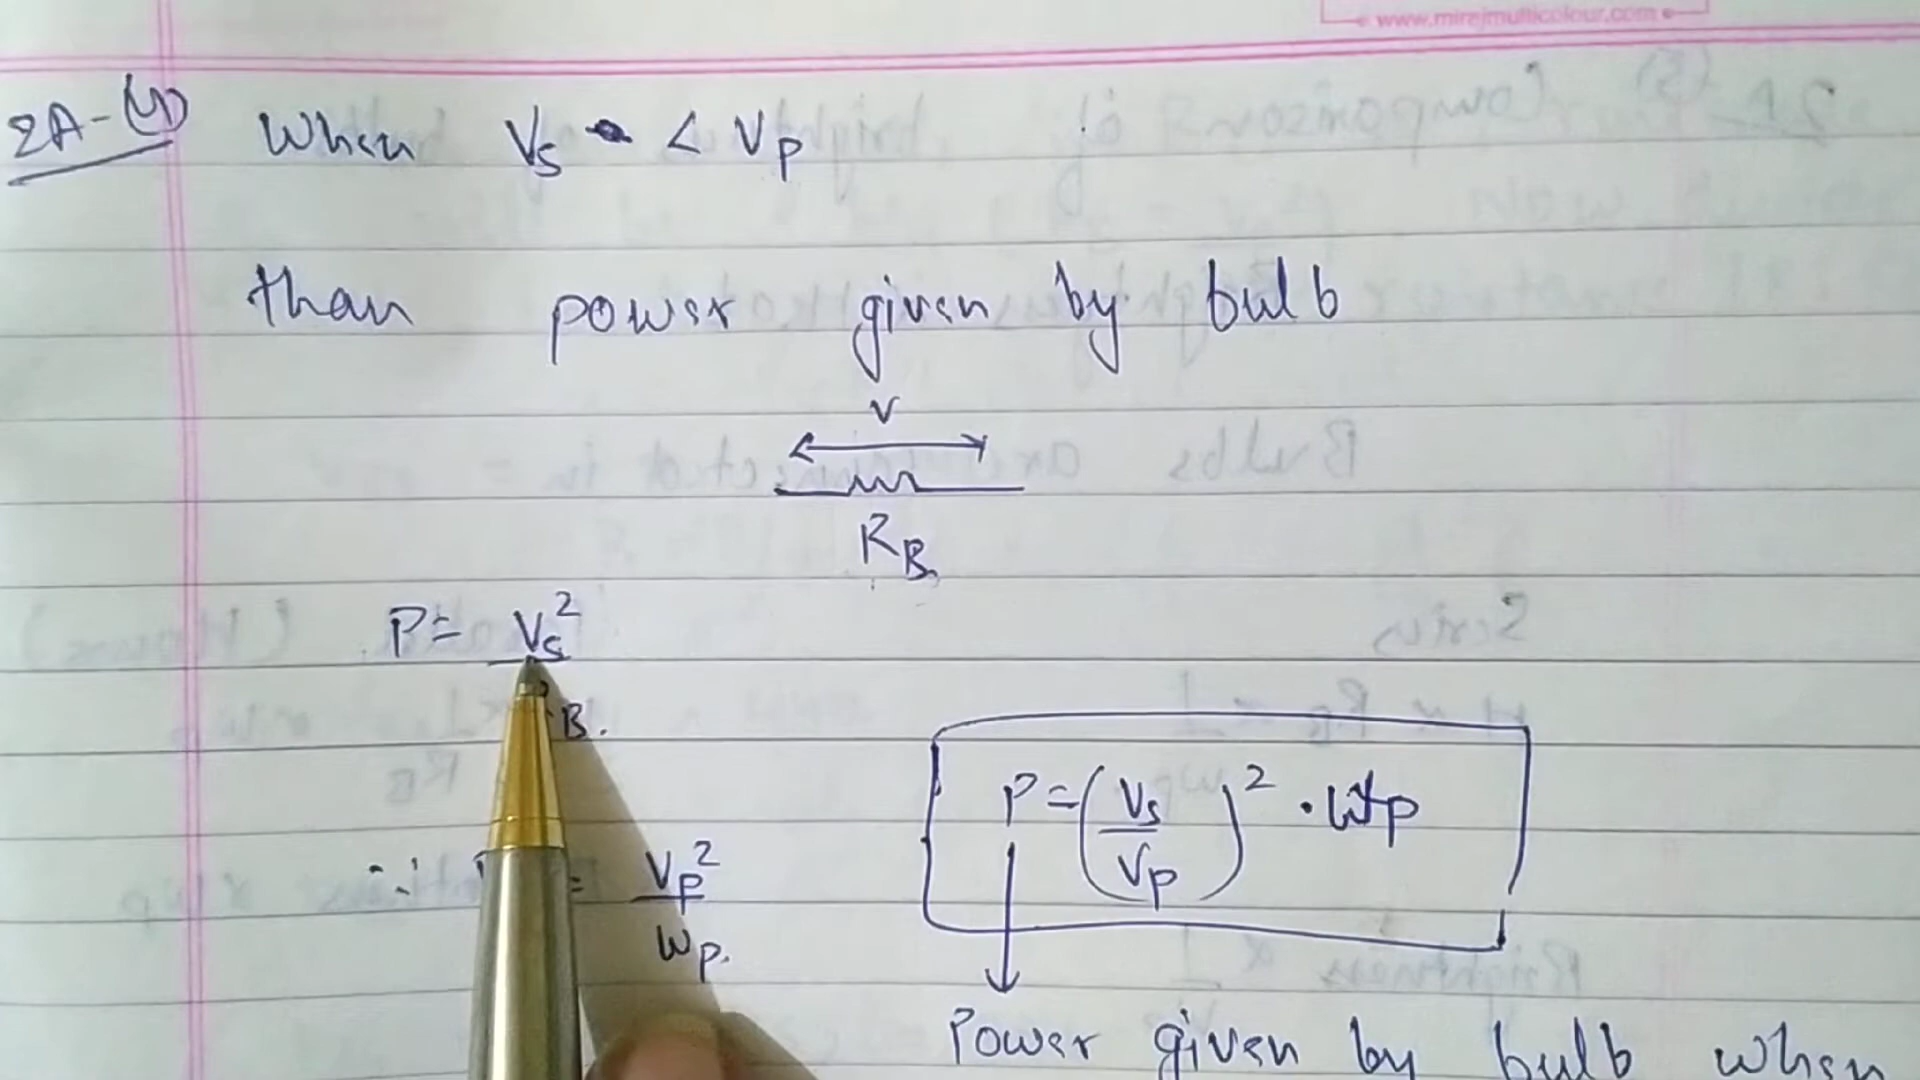 www.mirajmulticolour.com
2A-(4) When Vs < Vp
than power given by bulb
V
RB
P = Vs²
B.
= Vp²
wp.
P = (Vs/Vp)² · Wp
Power given by bulb when